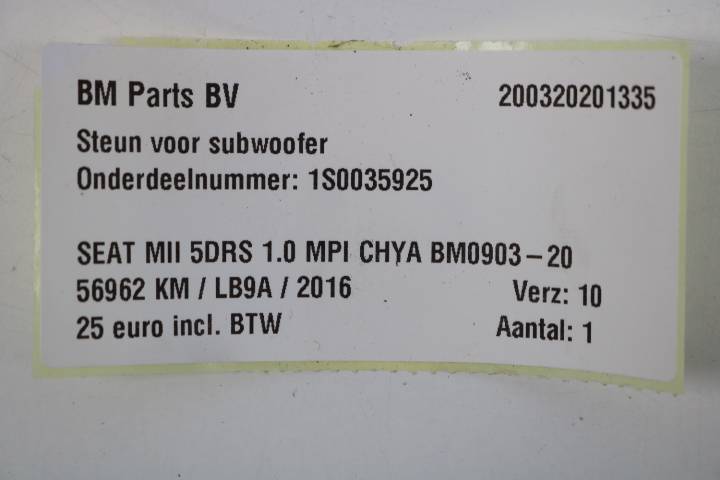 BM Parts BV 200320201335
Steun voor subwoofer
Onderdeelnummer: 1S0035925
SEAT MII 5DRS 1.0 MPI CHYA BM0903-20
56962 KM / LB9A / 2016 Verz: 10
25 euro incl. BTW Aantal: 1